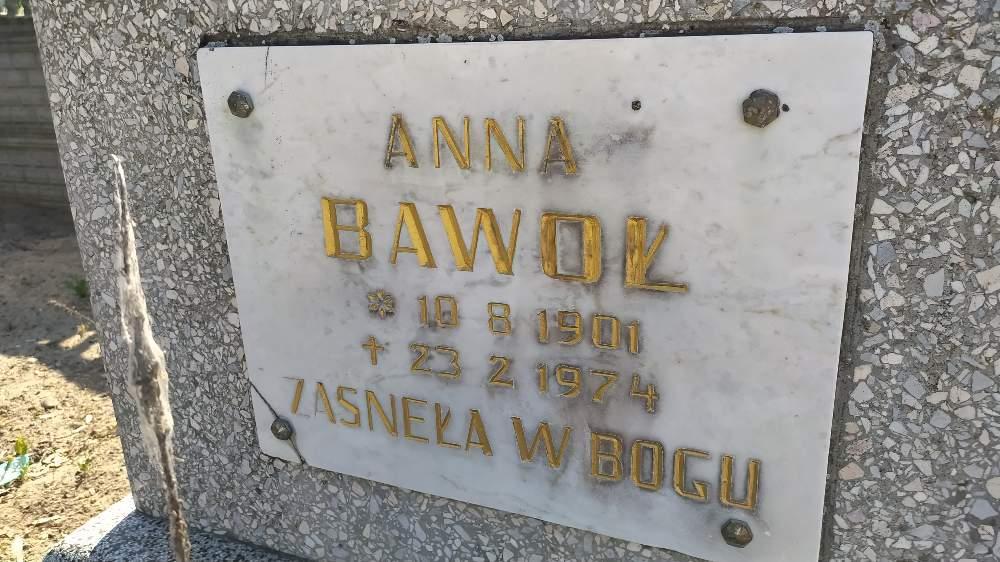 ANNA
BAWOŁ
* 10 8 1901
✝ 23 2 1974
ZASNEŁA W BOGU